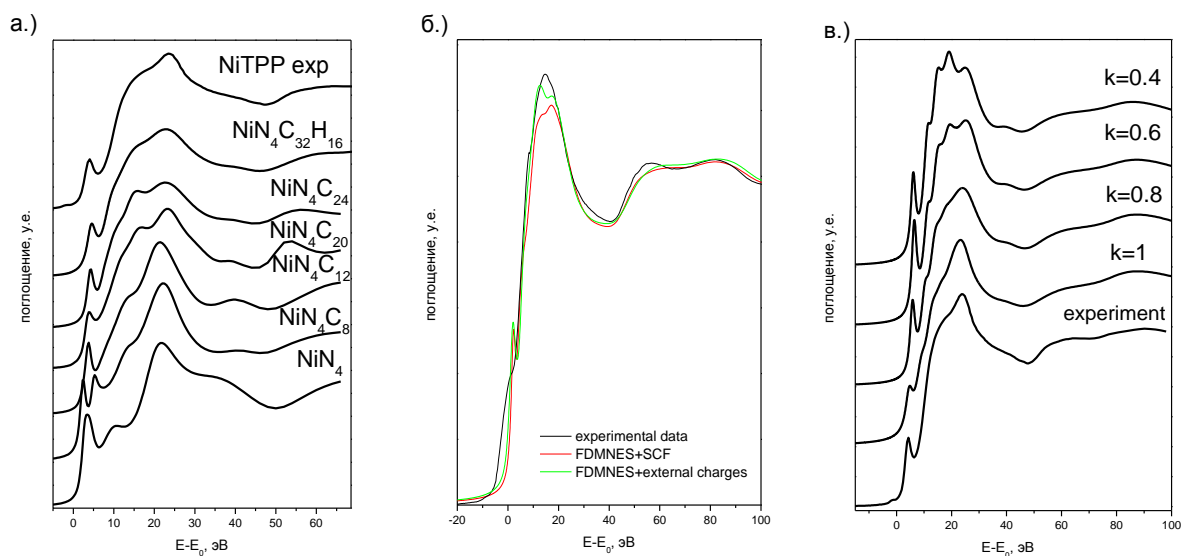 а.)
NiTPP exp
NiN4C32H16
NiN4C24
NiN4C20
NiN4C12
NiN4C8
NiN4
поглощение, у.е.
0 10 20 30 40 50 60
E-E0, эВ
б.)
поглощение, у.е.
experimental data
FDMNES+SCF
FDMNES+external charges
-20 0 20 40 60 80 100
E-E0, эВ
в.)
k=0.4
k=0.6
k=0.8
k=1
experiment
поглощение, у.е.
0 20 40 60 80 100
E-E0, эВ